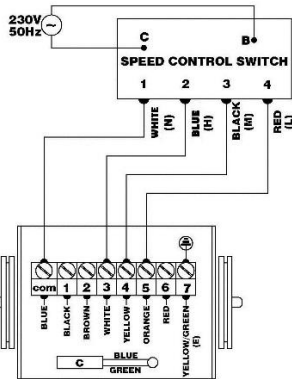 230V
50Hz
C
B
SPEED CONTROL SWITCH
1 2 3 4
WHITE (N)
BLUE (H)
BLACK (M)
RED (L)
com 1 2 3 4 5 6 7
BLUE
BLACK
BROWN
WHITE
YELLOW
ORANGE
RED
YELLOW/GREEN (E)
C
BLUE
GREEN